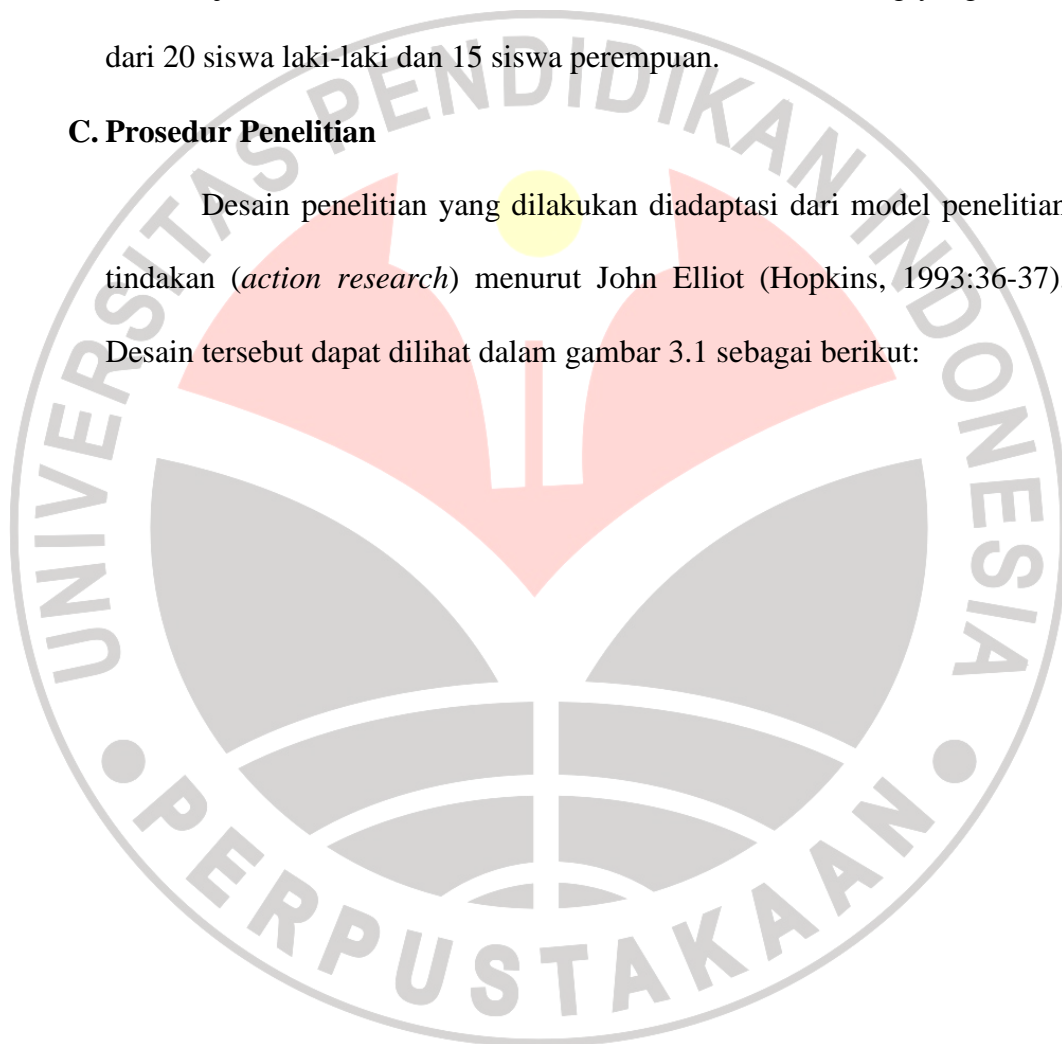 dari 20 siswa laki-laki dan 15 siswa perempuan.
C. Prosedur Penelitian
Desain penelitian yang dilakukan diadaptasi dari model penelitian
tindakan (action research) menurut John Elliot (Hopkins, 1993:36-37)
Desain tersebut dapat dilihat dalam gambar 3.1 sebagai berikut:
UNIVERSITAS PENDIDIKAN INDONESIA
PERPUSTAKAAN